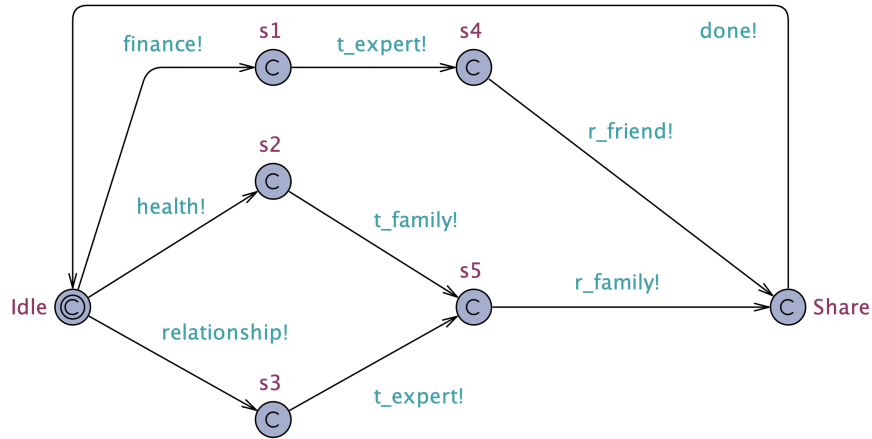 s1
s4
done!
finance!
t_expert!
C
C
r_friend!
s2
C
health!
t_family!
s5
r_family!
Idle
C
C
C
Share
relationship!
s3
t_expert!
C